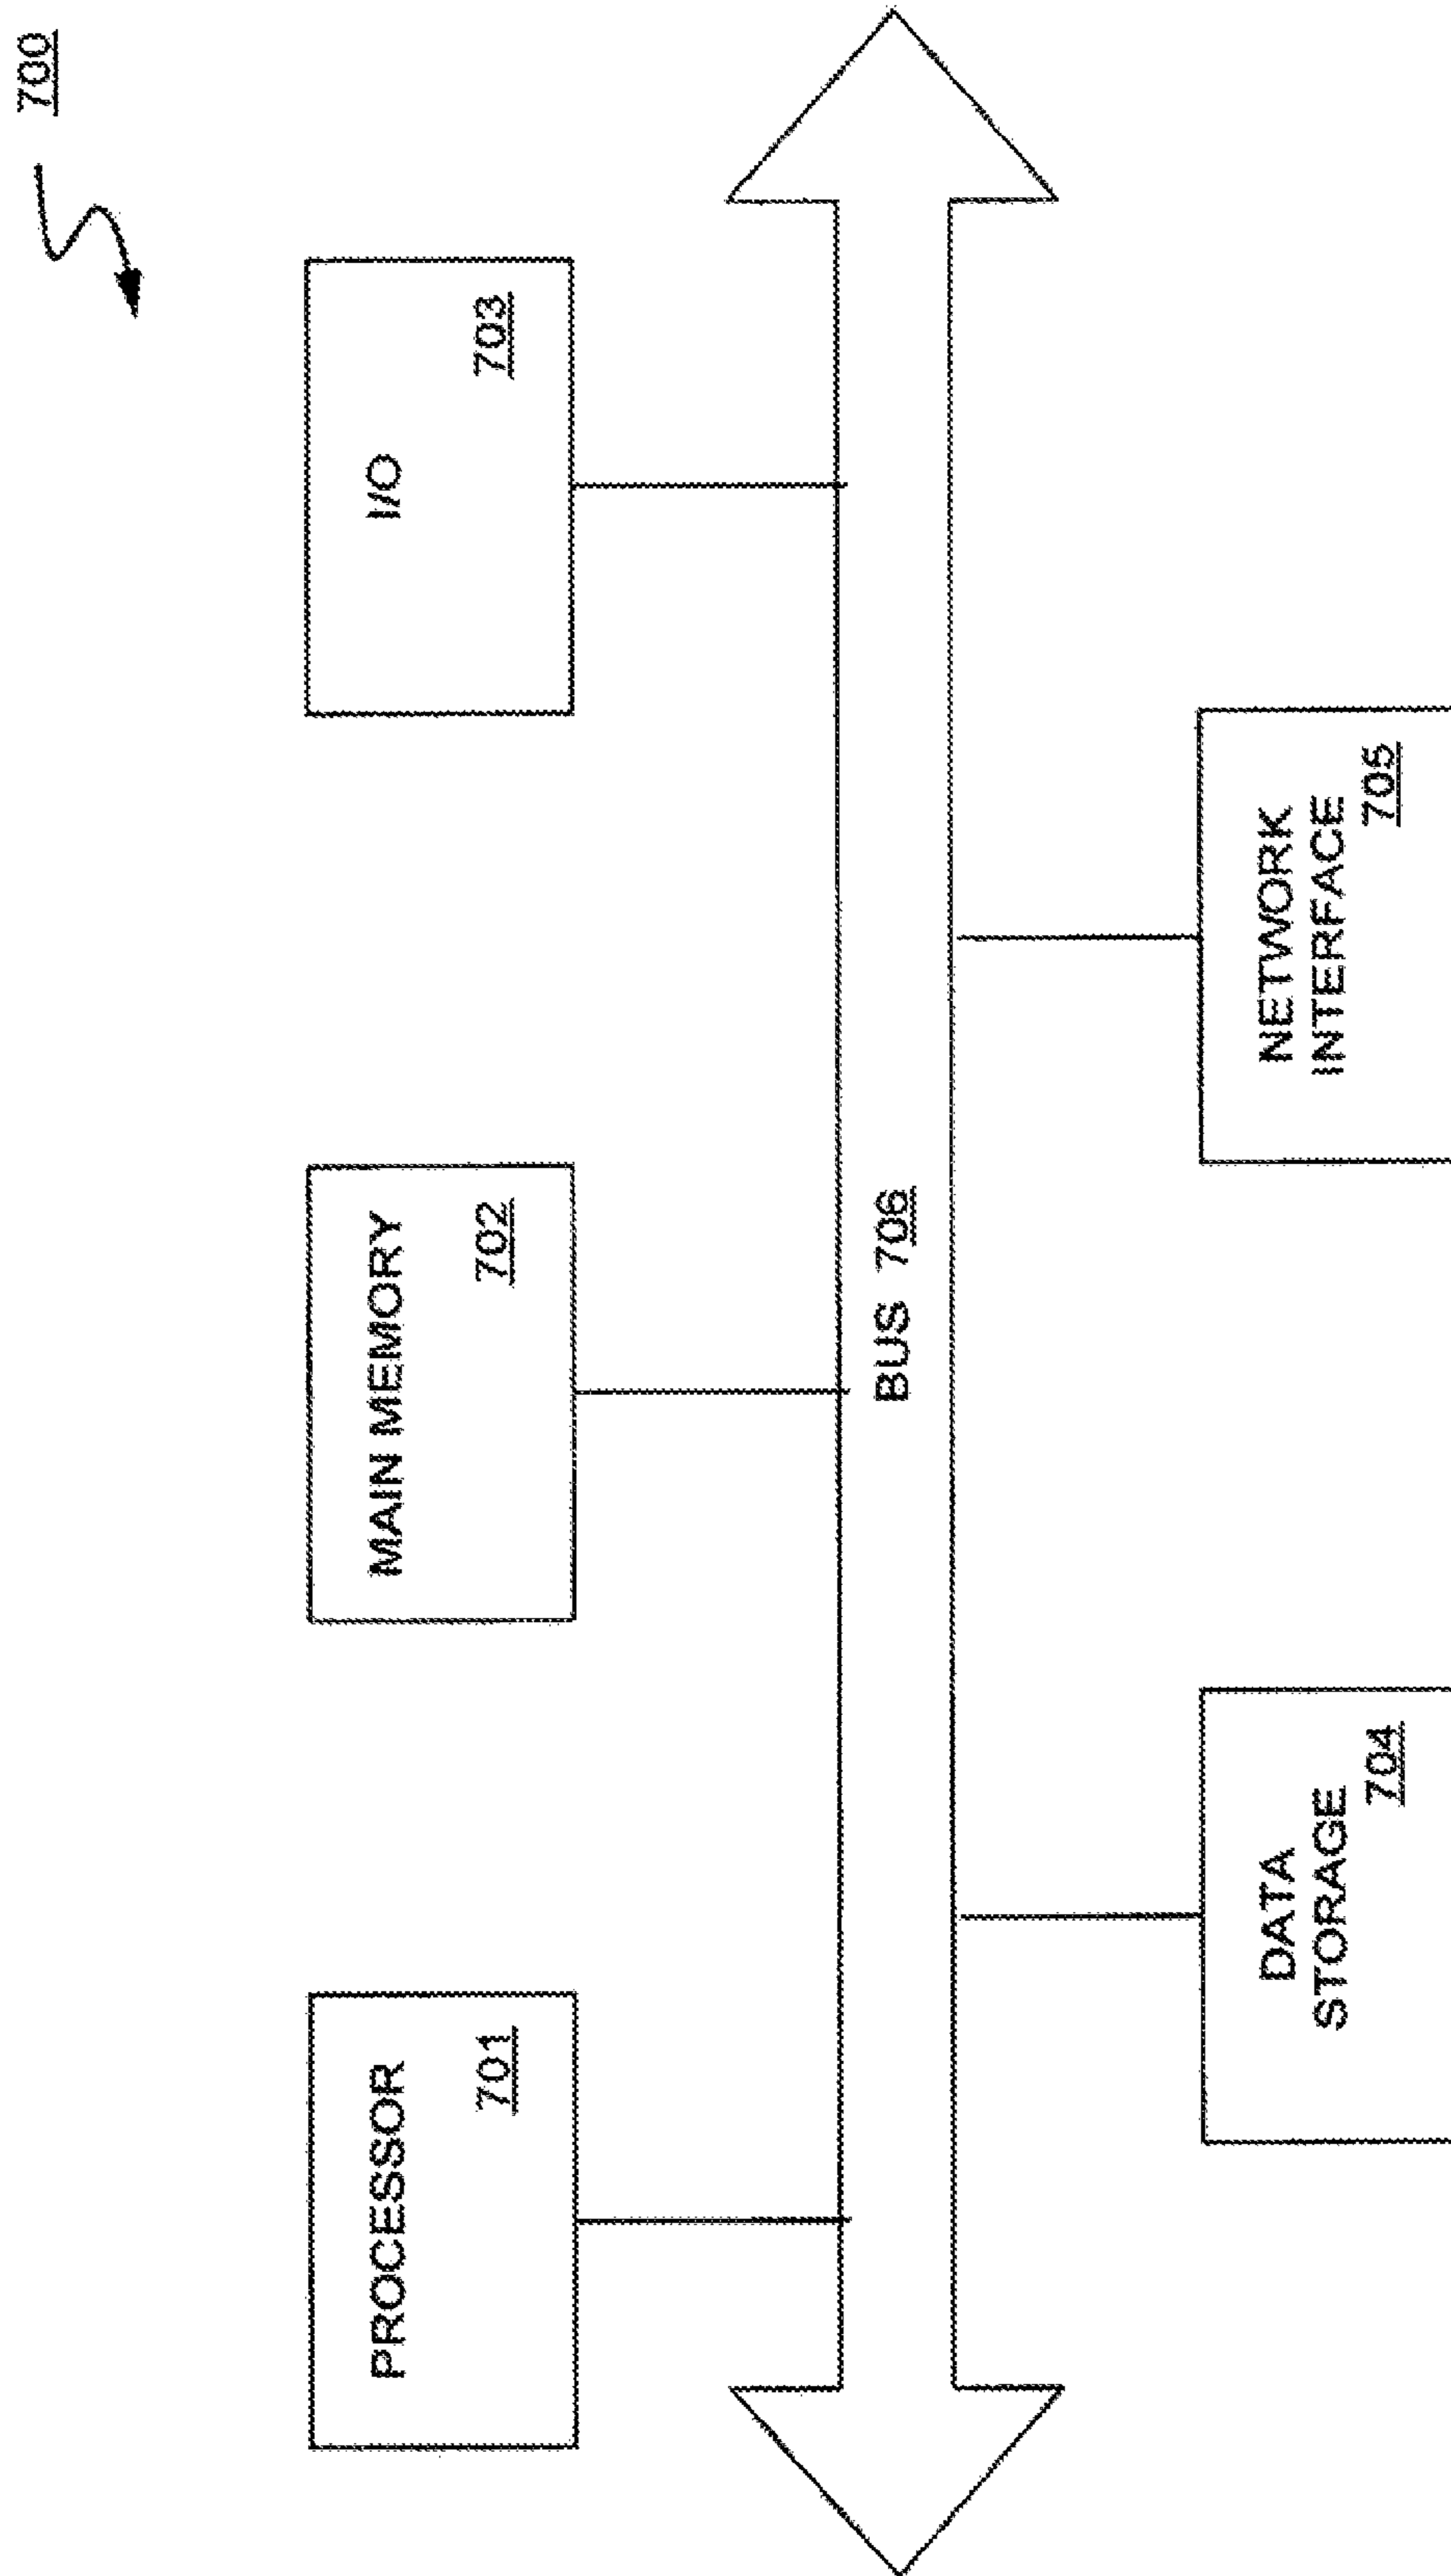 700
PROCESSOR
701
MAIN MEMORY
702
I/O
703
BUS 706
DATA
STORAGE
704
NETWORK
INTERFACE
705